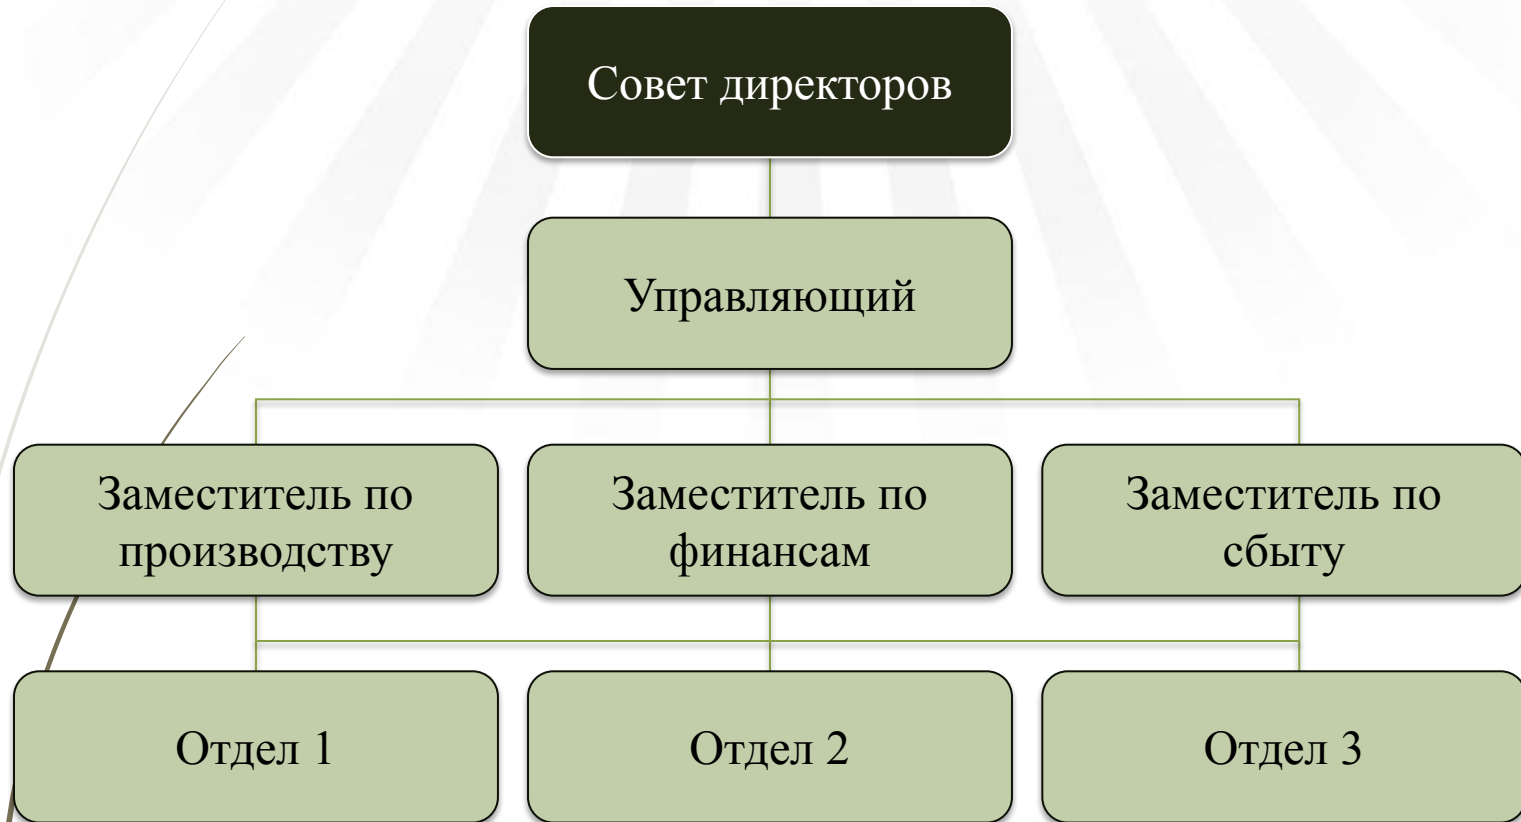 Совет директоров
Управляющий
Заместитель по
производству
Заместитель по
финансам
Заместитель по
сбыту
Отдел 1
Отдел 2
Отдел 3